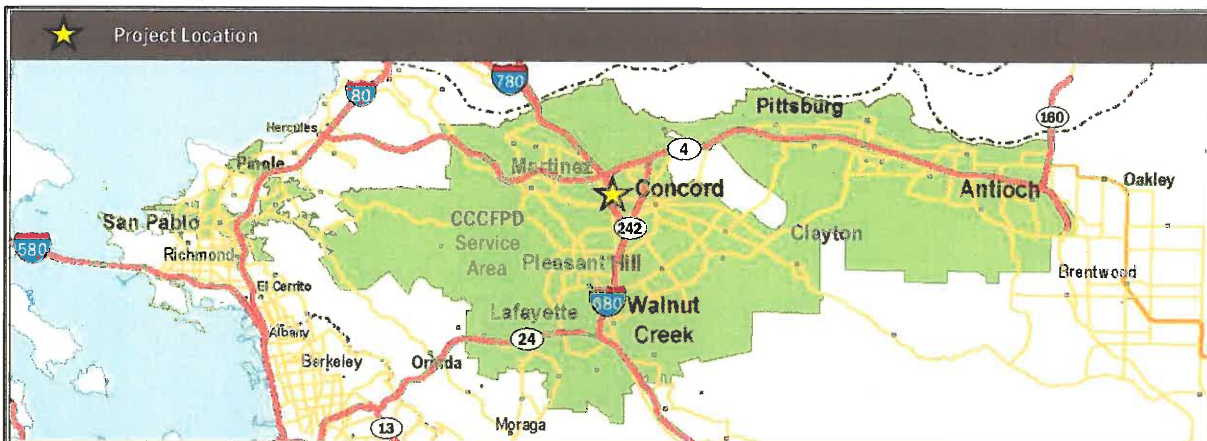 Project Location
780
80
Hercules
Pinole
160
Pittsburg
4
Martinez
Concord
Antioch
Oakley
San Pablo
CCCFPD
Service
Area
242
Clayton
580
Richmond
Pleasant Hill
Brentwood
El Cerrito
680
Walnut
Creek
Lafayette
Albany
24
Berkeley
Orinda
13
Moraga